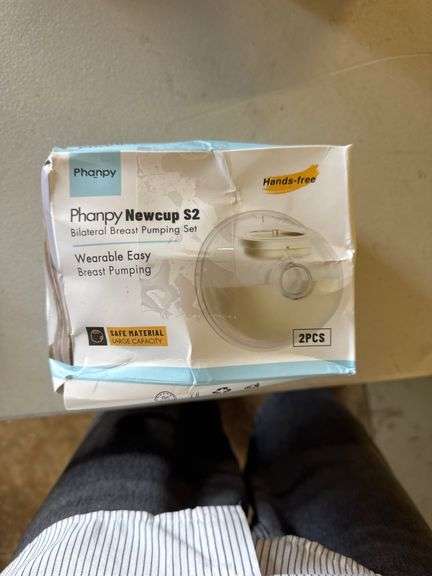 Phanpy
Hands-free
Phanpy Newcup S2
Bilateral Breast Pumping Set
Wearable Easy
Breast Pumping
SAFE MATERIAL
LARGE CAPACITY
2PCS